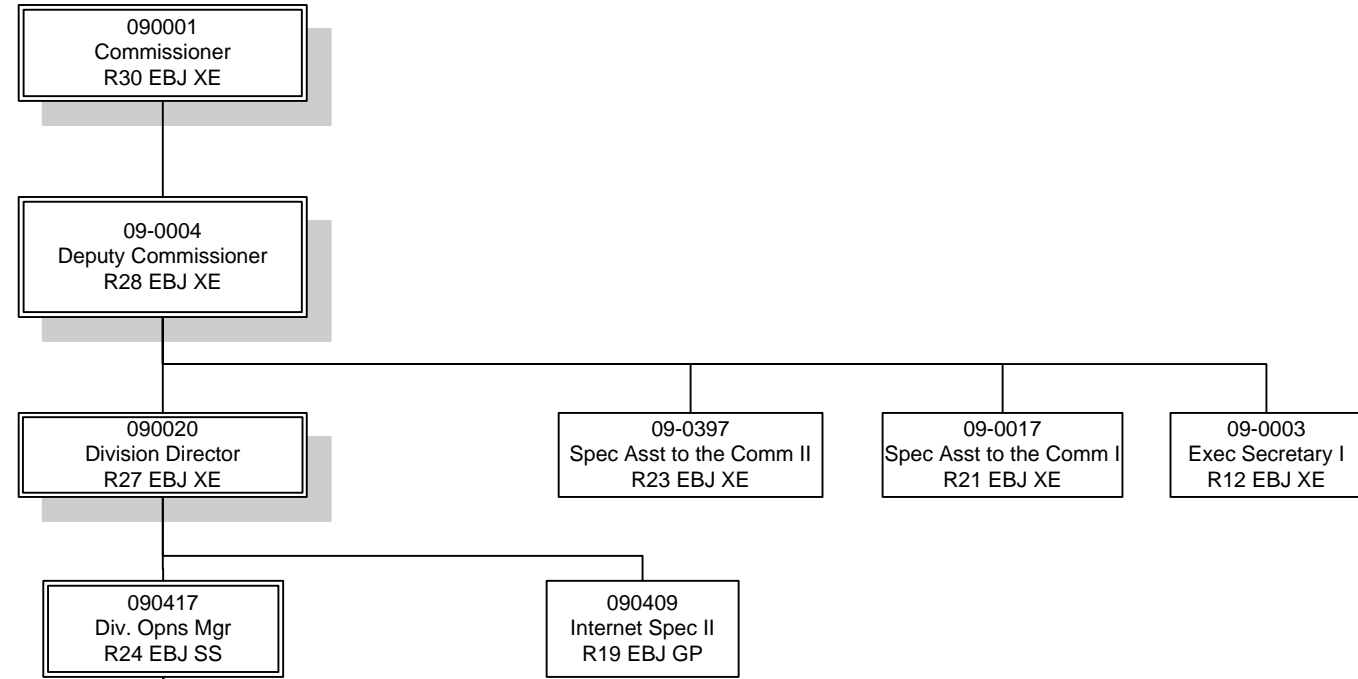 090001
Commissioner
R30 EBJ XE
09-0004
Deputy Commissioner
R28 EBJ XE
090020
Division Director
R27 EBJ XE
09-0397
Spec Asst to the Comm II
R23 EBJ XE
09-0017
Spec Asst to the Comm I
R21 EBJ XE
09-0003
Exec Secretary I
R12 EBJ XE
090417
Div. Opns Mgr
R24 EBJ SS
090409
Internet Spec II
R19 EBJ GP